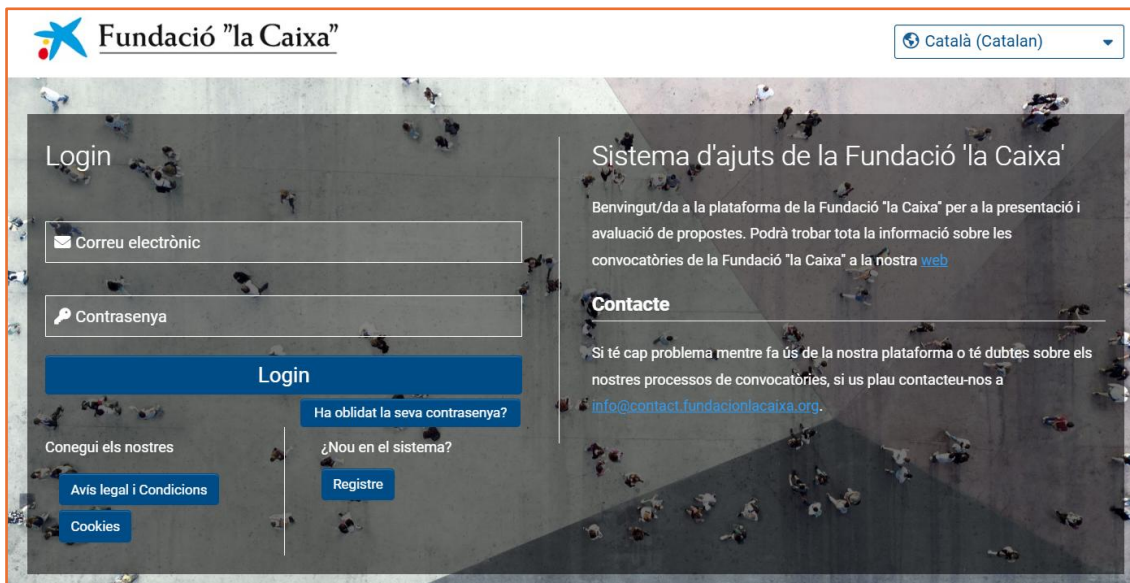 Fundació "la Caixa"
Català (Catalan)
Login
Correu electrònic
Contrasenya
Login
Ha oblidat la seva contrasenya?
Conegui els nostres
Avís legal i Condicions
Cookies
¿Nou en el sistema?
Registre
Sistema d'ajuts de la Fundació 'la Caixa'
Benvingut/da a la plataforma de la Fundació "la Caixa" per a la presentació i
avaluació de propostes. Podrà trobar tota la informació sobre les
convocatòries de la Fundació "la Caixa" a la nostra web
Contacte
Si té cap problema mentre fa ús de la nostra plataforma o té dubtes sobre els
nostres processos de convocatòries, si us plau contacteu-nos a
info@contact.fundacionlacaixa.org.